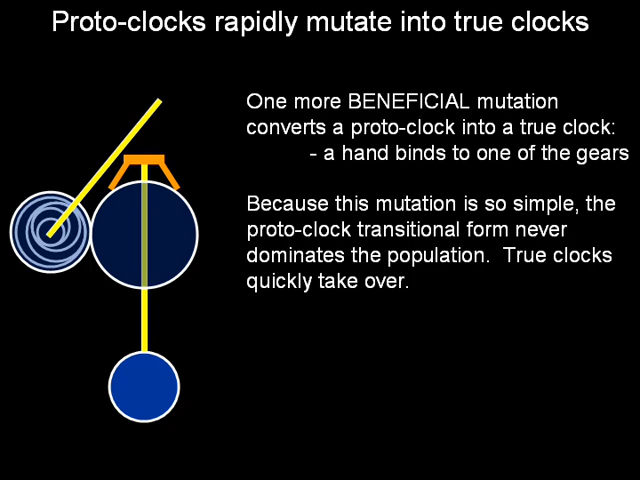 Proto-clocks rapidly mutate into true clocks
One more BENEFICIAL mutation
converts a proto-clock into a true clock:
- a hand binds to one of the gears
Because this mutation is so simple, the
proto-clock transitional form never
dominates the population.  True clocks
quickly take over.